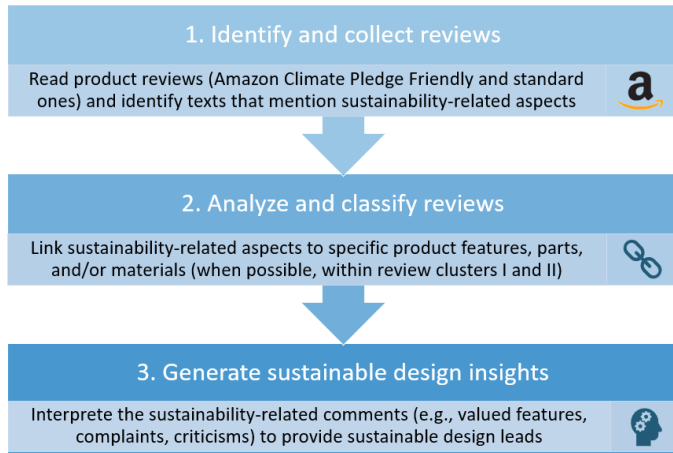 1. Identify and collect reviews
Read product reviews (Amazon Climate Pledge Friendly and standard
ones) and identify texts that mention sustainability-related aspects
a
2. Analyze and classify reviews
Link sustainability-related aspects to specific product features, parts,
and/or materials (when possible, within review clusters I and II)
3. Generate sustainable design insights
Interprete the sustainability-related comments (e.g., valued features,
complaints, criticisms) to provide sustainable design leads